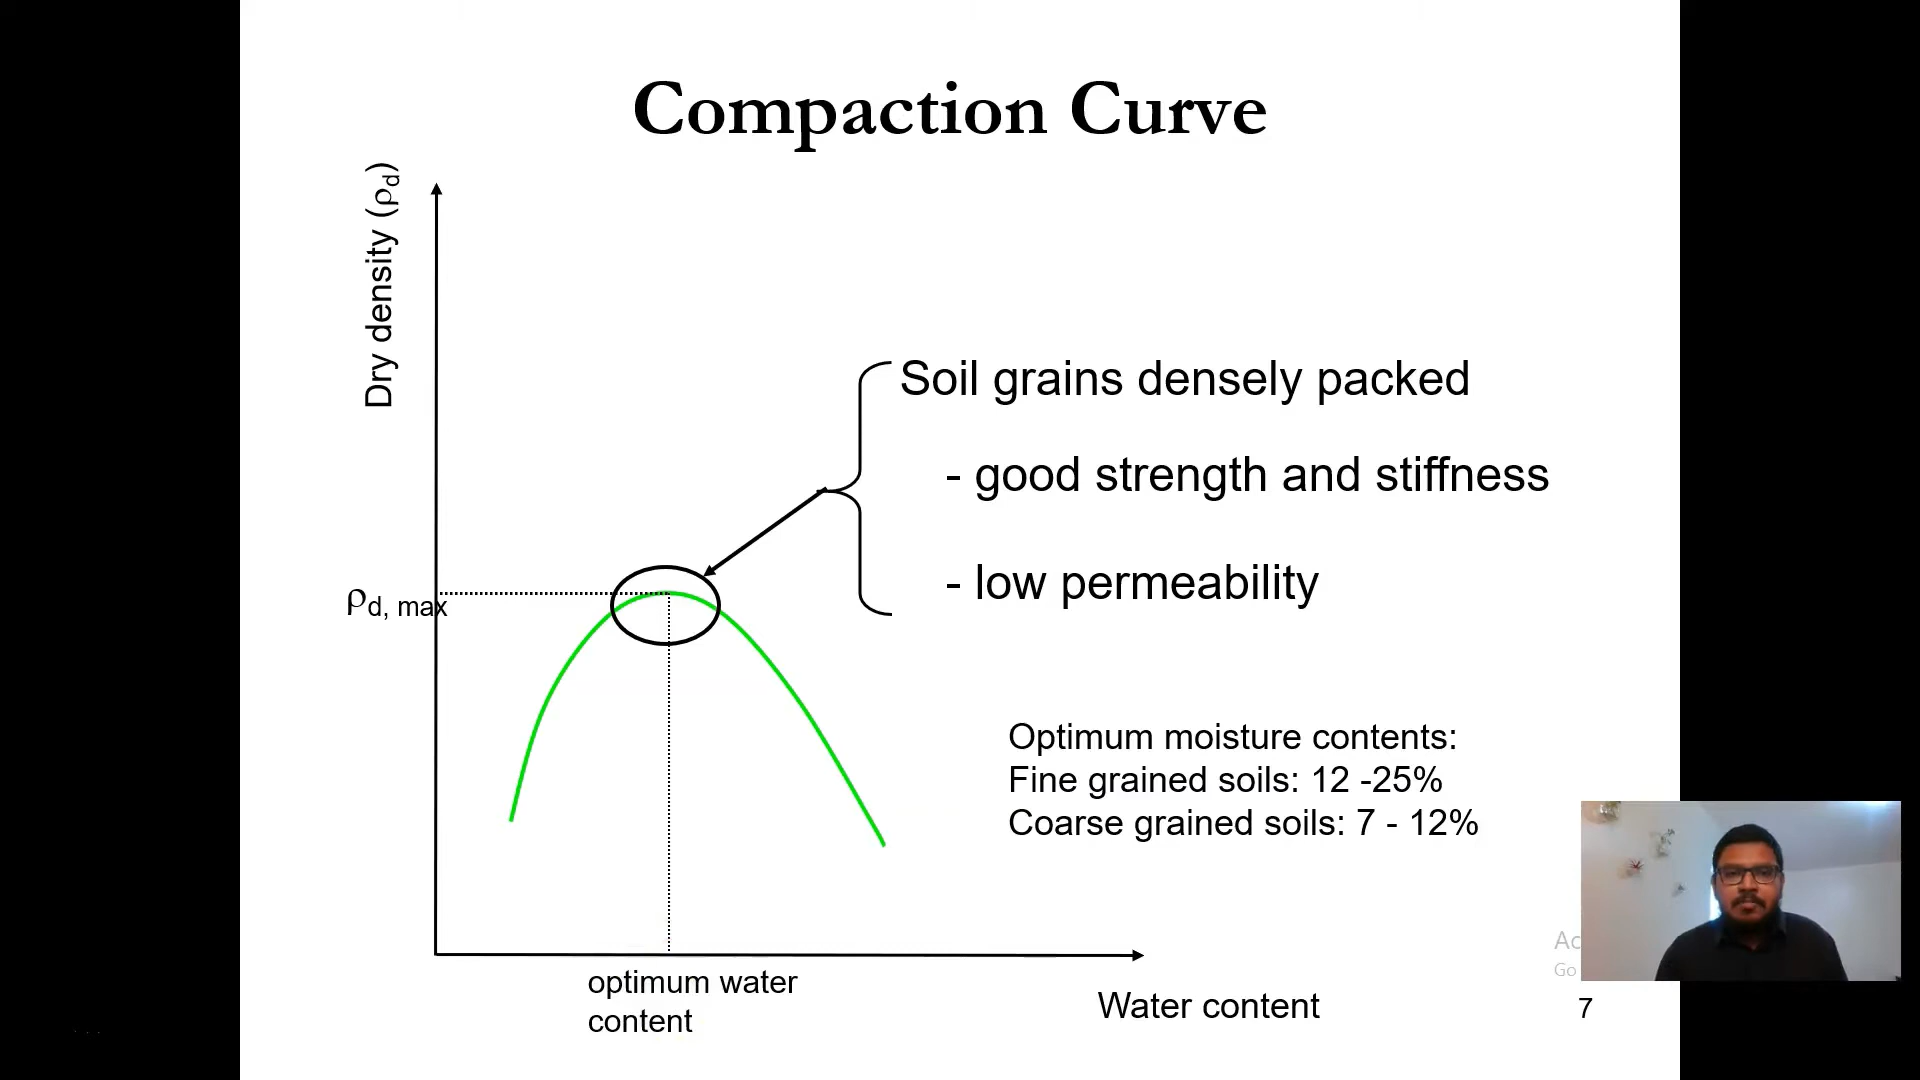 Compaction Curve
Dry density (ρd)
Soil grains densely packed
- good strength and stiffness
- low permeability
ρd, max
Optimum moisture contents:
Fine grained soils: 12 -25%
Coarse grained soils: 7 - 12%
optimum water
content
Water content
Go
7